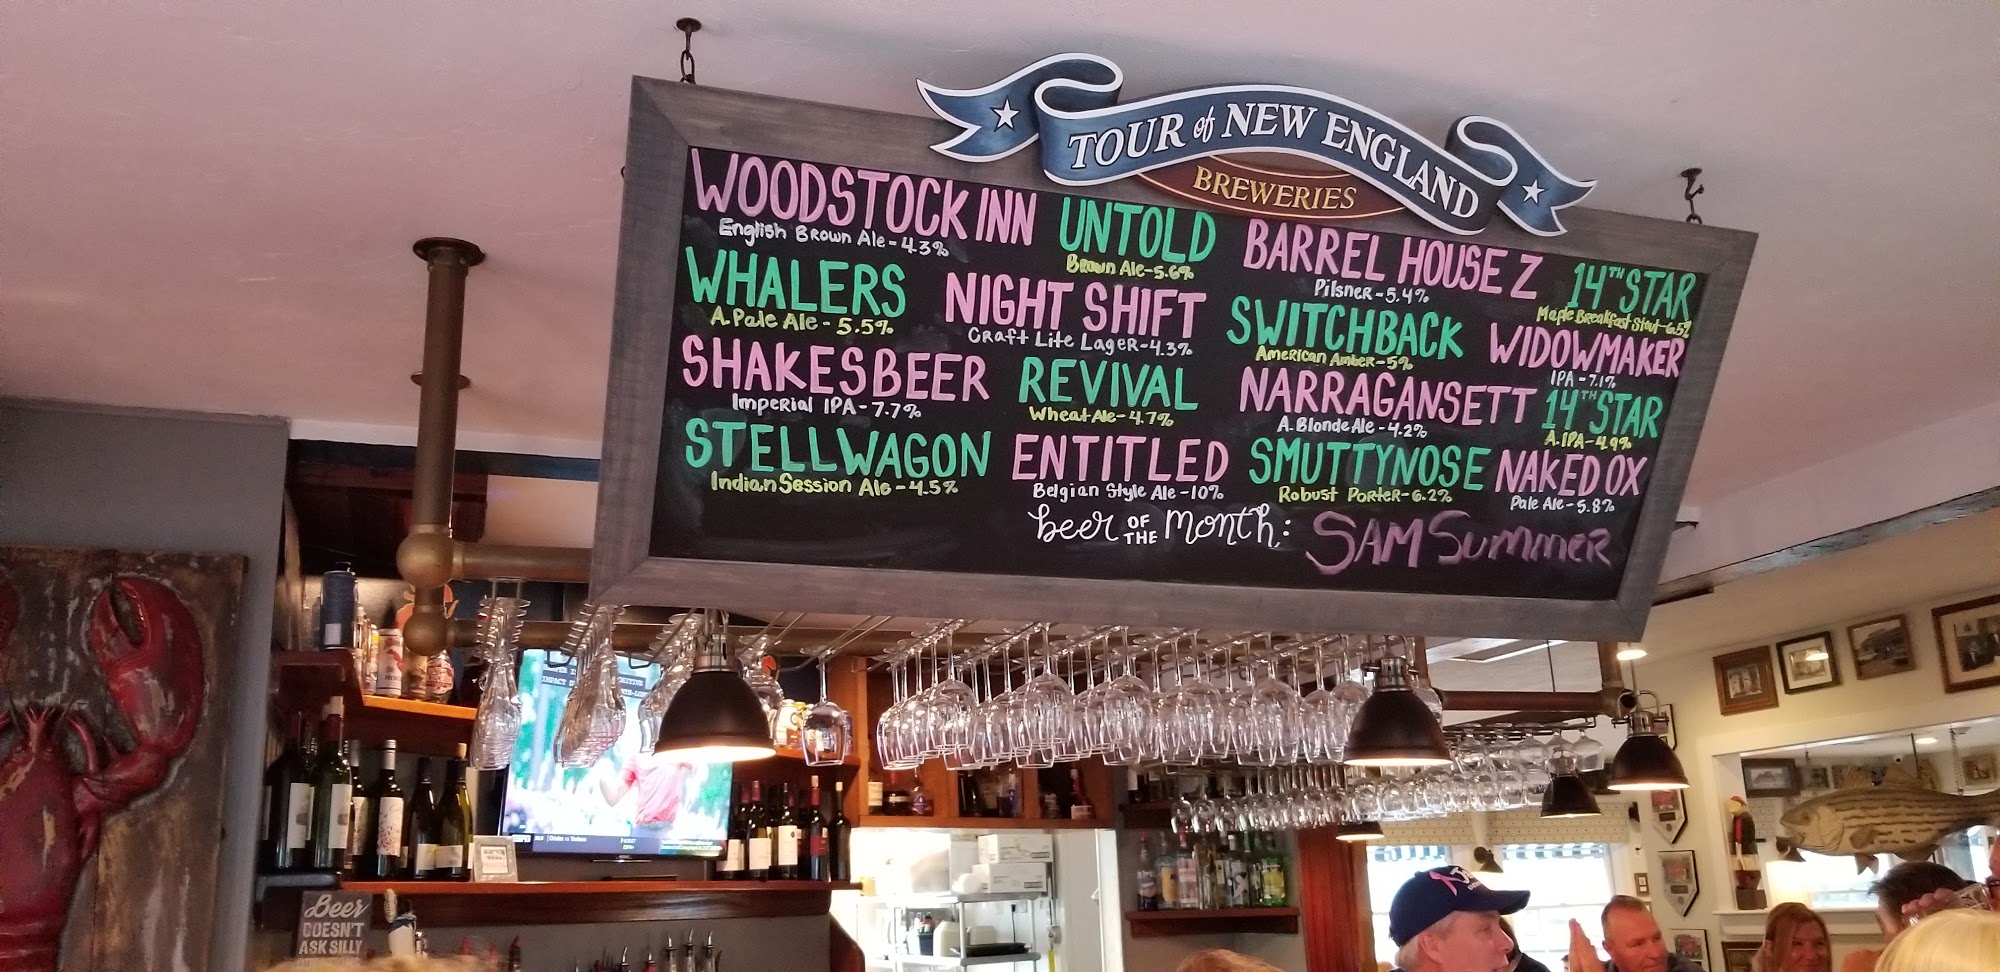 TOUR of NEW ENGLAND
BREWERIES
WOODSTOCK INN
English Brown Ale - 4.3%
UNTOLD
Brown Ale - 5.6%
BARREL HOUSE Z
Pilsner - 5.4%
14TH STAR
Maple Breakfast Stout - 6.5%
WHALERS
A. Pale Ale - 5.5%
NIGHT SHIFT
Craft Lite Lager - 4.3%
SWITCHBACK
American Amber - 5%
WIDOWMAKER
IPA - 7.1%
SHAKESBEER
Imperial IPA - 7.7%
REVIVAL
Wheat Ale - 4.7%
NARRAGANSETT
A. Blonde Ale - 4.2%
14TH STAR
A. IPA - 4.9%
STELLWAGON
Indian Session Ale - 4.5%
ENTITLED
Belgian Style Ale - 10%
SMUTTYNOSE
Robust Porter - 6.2%
NAKED OX
Pale Ale - 5.8%
beer OF THE Month: SAM Summer
Beer
DOESN'T
ASK SILLY